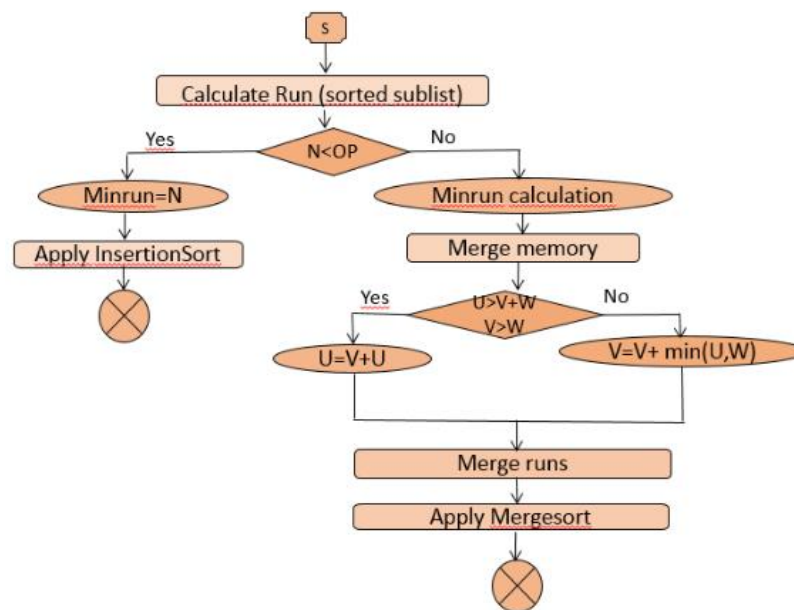 s
Calculate Run (sorted sublist)
Yes
N<OP
No
Minrun=N
Minrun calculation
Apply InsertionSort
Merge memory
Yes
U>V+W
V>W
No
U=V+U
V=V+ min(U,W)
Merge runs
Apply Mergesort